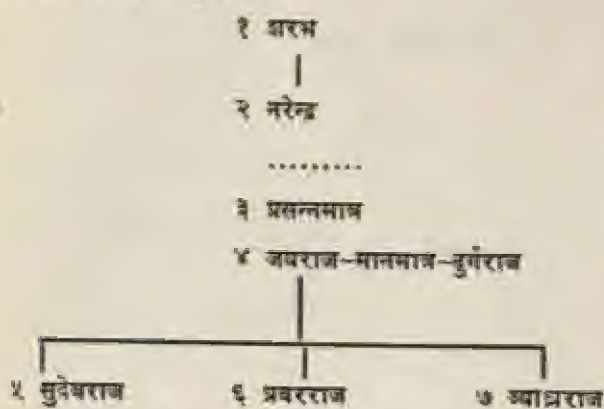 १ शरभ
२ नरेन्द्र
.........
३ प्रसन्नमात्र
४ जयराज-मानमात्र-दुर्गराज
५ सुदेवराज ६ प्रवरराज ७ व्याघ्रराज